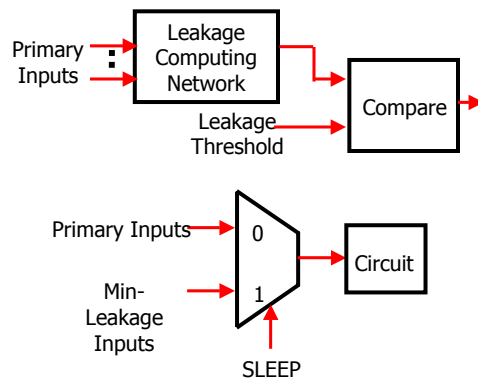 Primary
Inputs
Leakage
Computing
Network
Leakage
Threshold
Compare
Primary Inputs
0
Min-
Leakage
Inputs
1
Circuit
SLEEP